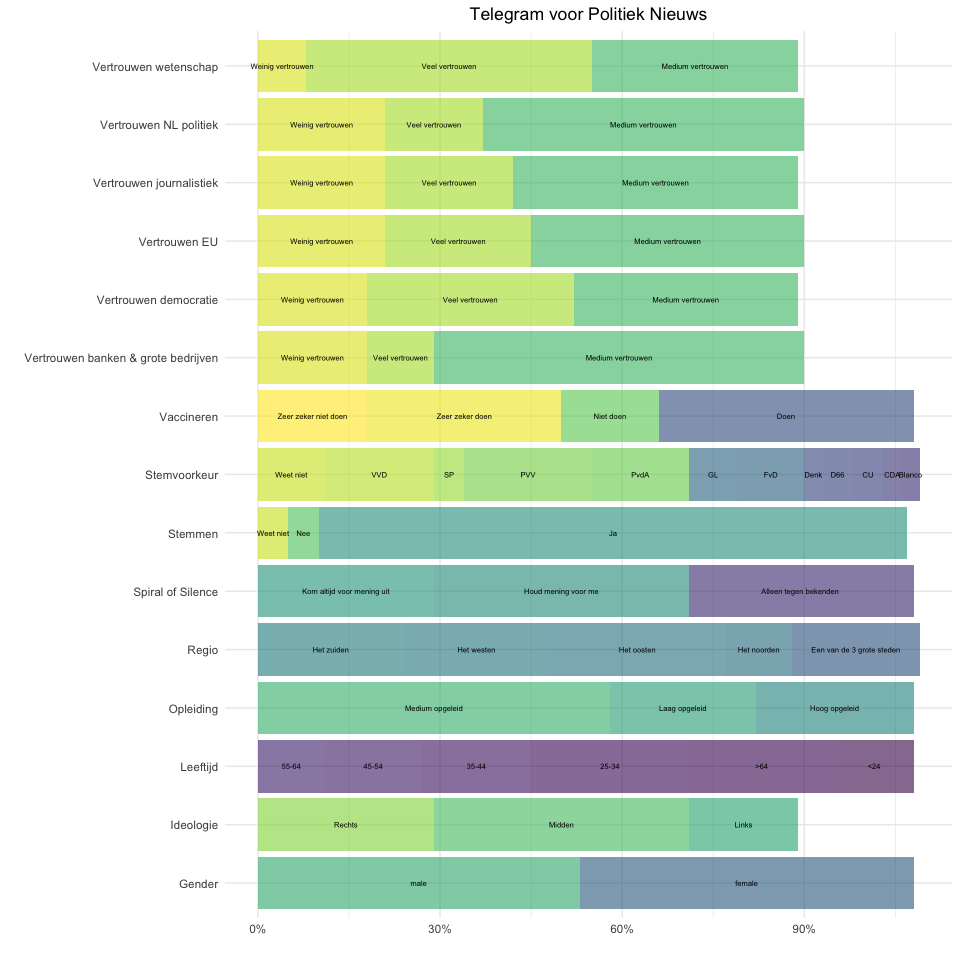 Telegram voor Politiek Nieuws
Vertrouwen wetenschap Weinig vertrouwen Veel vertrouwen Medium vertrouwen
Vertrouwen NL politiek Weinig vertrouwen Veel vertrouwen Medium vertrouwen
Vertrouwen journalistiek Weinig vertrouwen Veel vertrouwen Medium vertrouwen
Vertrouwen EU Weinig vertrouwen Veel vertrouwen Medium vertrouwen
Vertrouwen democratie Weinig vertrouwen Veel vertrouwen Medium vertrouwen
Vertrouwen banken & grote bedrijven Weinig vertrouwen Veel vertrouwen Medium vertrouwen
Vaccineren Zeer zeker niet doen Zeer zeker doen Niet doen Doen
Stemvoorkeur Weet niet VVD SP PVV PvdA GL FvD Denk D66 CU CDA Blanco
Stemmen Weet niet Nee Ja
Spiral of Silence Kom altijd voor mening uit Houd mening voor me Alleen tegen bekenden
Regio Het zuiden Het westen Het oosten Het noorden Een van de 3 grote steden
Opleiding Medium opgeleid Laag opgeleid Hoog opgeleid
Leeftijd 55-64 45-54 35-44 25-34 >64 <24
Ideologie Rechts Midden Links
Gender male female
0% 30% 60% 90%